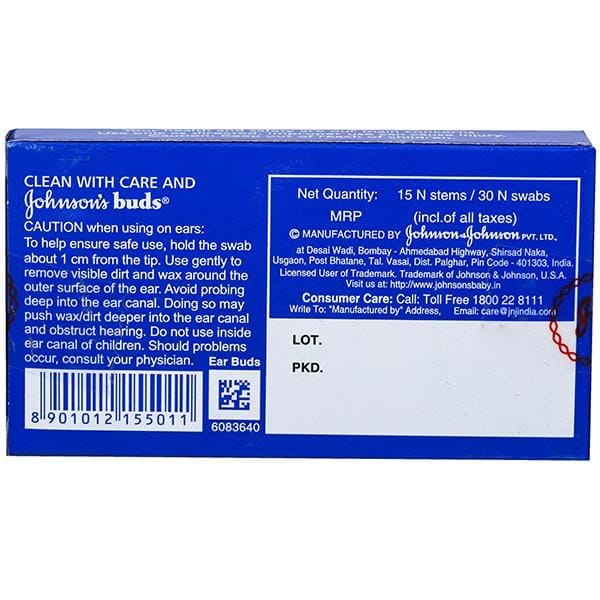 CLEAN WITH CARE AND
Johnson's buds®
CAUTION when using on ears:
To help ensure safe use, hold the swab
about 1 cm from the tip. Use gently to
remove visible dirt and wax around the
outer surface of the ear. Avoid probing
deep into the ear canal. Doing so may
push wax/dirt deeper into the ear canal
and obstruct hearing. Do not use inside
ear canal of children. Should problems
occur, consult your physician. Ear Buds
8 901012 155011
6083640
Net Quantity: 15 N stems / 30 N swabs
MRP (incl.of all taxes)
© MANUFACTURED BY Johnson & Johnson PVT. LTD.,
at Desai Wadi, Bombay - Ahmedabad Highway, Shirsad Naka,
Usgaon, Post Bhatane, Tal. Vasai, Dist. Palghar, Pin Code - 401303, India.
Licensed User of Trademark. Trademark of Johnson & Johnson, U.S.A.
Visit us at: http://www.johnsonsbaby.in
Consumer Care: Call: Toll Free 1800 22 8111
Write To: "Manufactured by" Address, Email: care@jnjindia.com
LOT.
PKD.